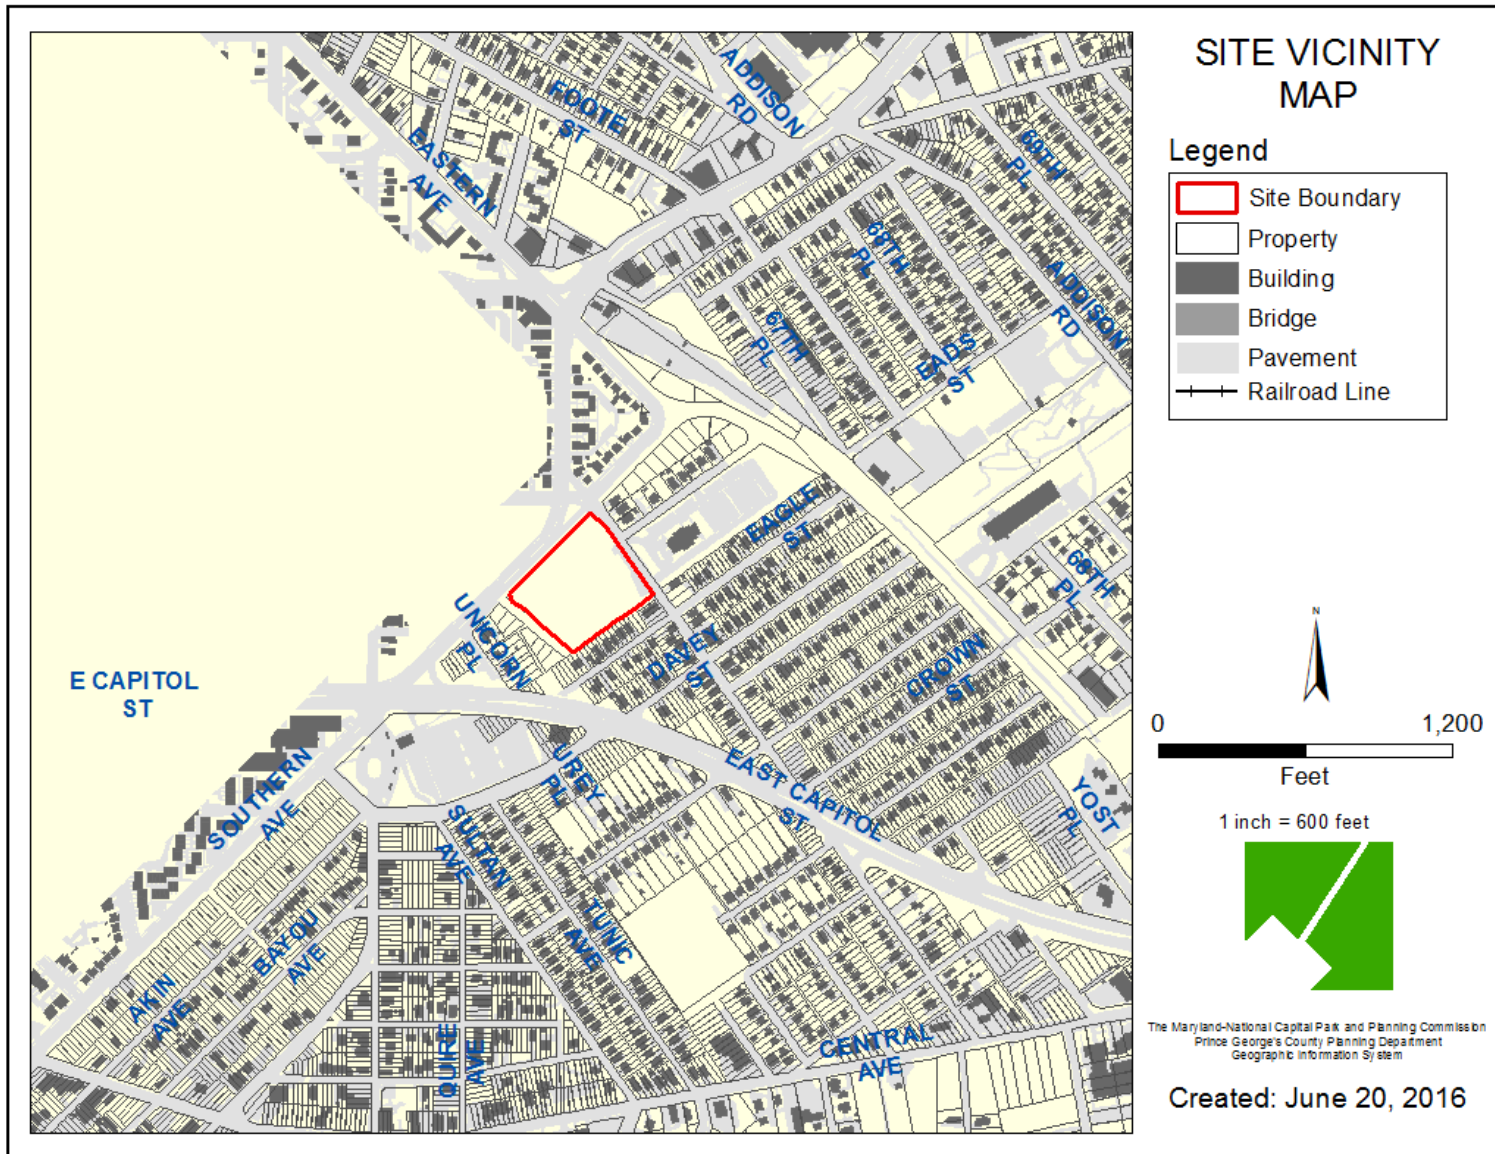 SITE VICINITY
MAP
Legend
Site Boundary
Property
Building
Bridge
Pavement
Railroad Line
N
0 1,200
Feet
1 inch = 600 feet
The Maryland-National Capital Park and Planning Commission
Prince George's County Planning Department
Geographic Information System
Created: June 20, 2016
ADDISON
RD
FOOTE
ST
EASTERN
AVE
69TH
PL
68TH
PL
ADDISON
RD
67TH
PL
EADS
ST
EAGLE
ST
68TH
PL
UNICORN
PL
DAVEY
ST
CROWN
ST
E CAPITOL
ST
UREY
PL
EAST CAPITOL
ST
YOST
PL
SOUTHERN
AVE
SULTAN
AVE
TUNIC
AVE
BAYOU
AVE
AKIN
AVE
QUIRE
AVE
CENTRAL
AVE